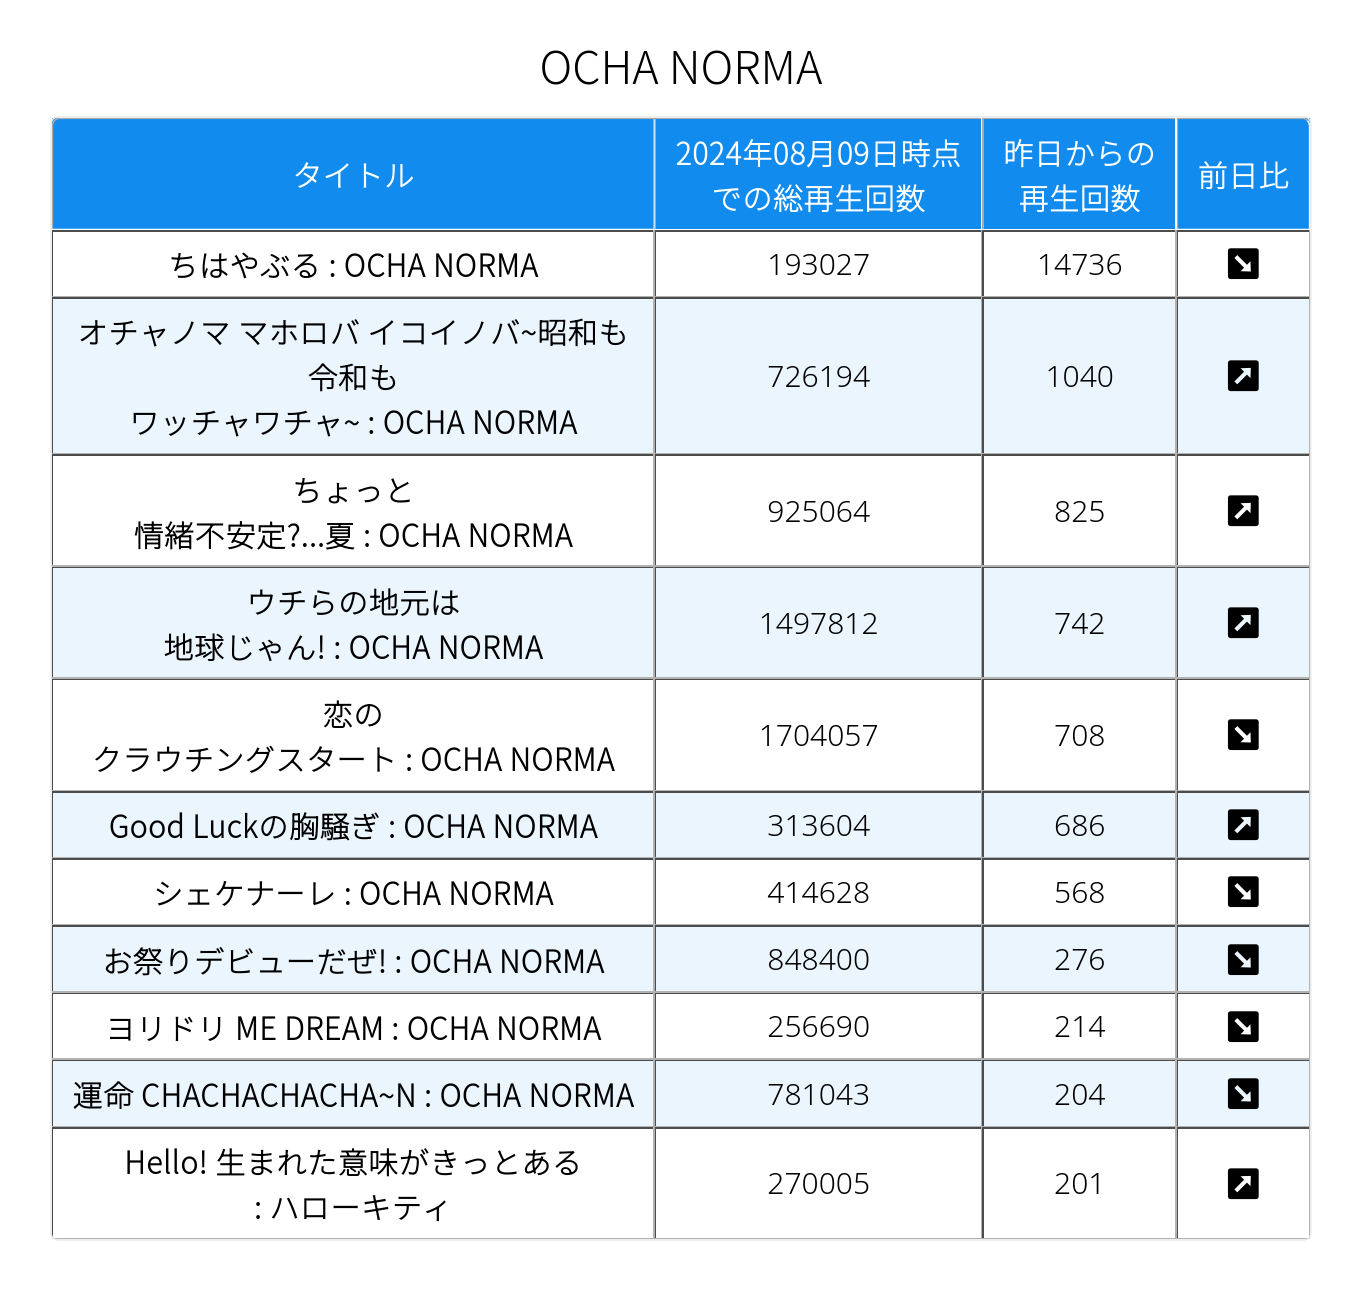 OCHA NORMA
タイトル
2024年08月09日時点
での総再生回数
昨日からの
再生回数
前日比
ちはやぶる : OCHA NORMA
193027
14736
オチャノマ マホロバ イコイノバ~昭和も
令和も
ワッチャワチャ~ : OCHA NORMA
726194
1040
ちょっと
情緒不安定?...夏 : OCHA NORMA
925064
825
ウチらの地元は
地球じゃん! : OCHA NORMA
1497812
742
恋の
クラウチングスタート : OCHA NORMA
1704057
708
Good Luckの胸騒ぎ : OCHA NORMA
313604
686
シェケナーレ : OCHA NORMA
414628
568
お祭りデビューだぜ! : OCHA NORMA
848400
276
ヨリドリ ME DREAM : OCHA NORMA
256690
214
運命 CHACHACHACHA~N : OCHA NORMA
781043
204
Hello! 生まれた意味がきっとある
: ハローキティ
270005
201